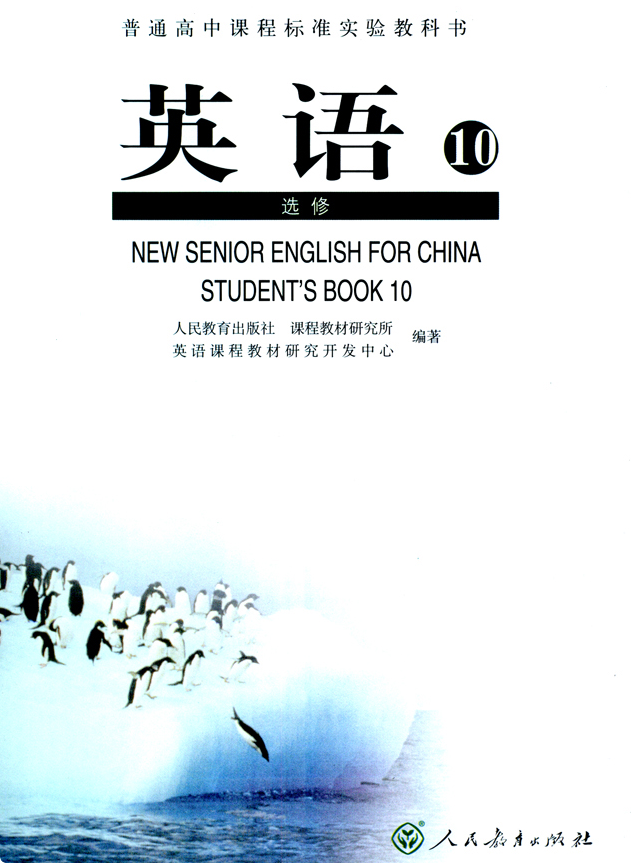 普通高中课程标准实验教科书
英语 10
选修
NEW SENIOR ENGLISH FOR CHINA
STUDENT'S BOOK 10
人民教育出版社 课程教材研究所
英语课程教材研究开发中心 编著
®
人民教育出版社